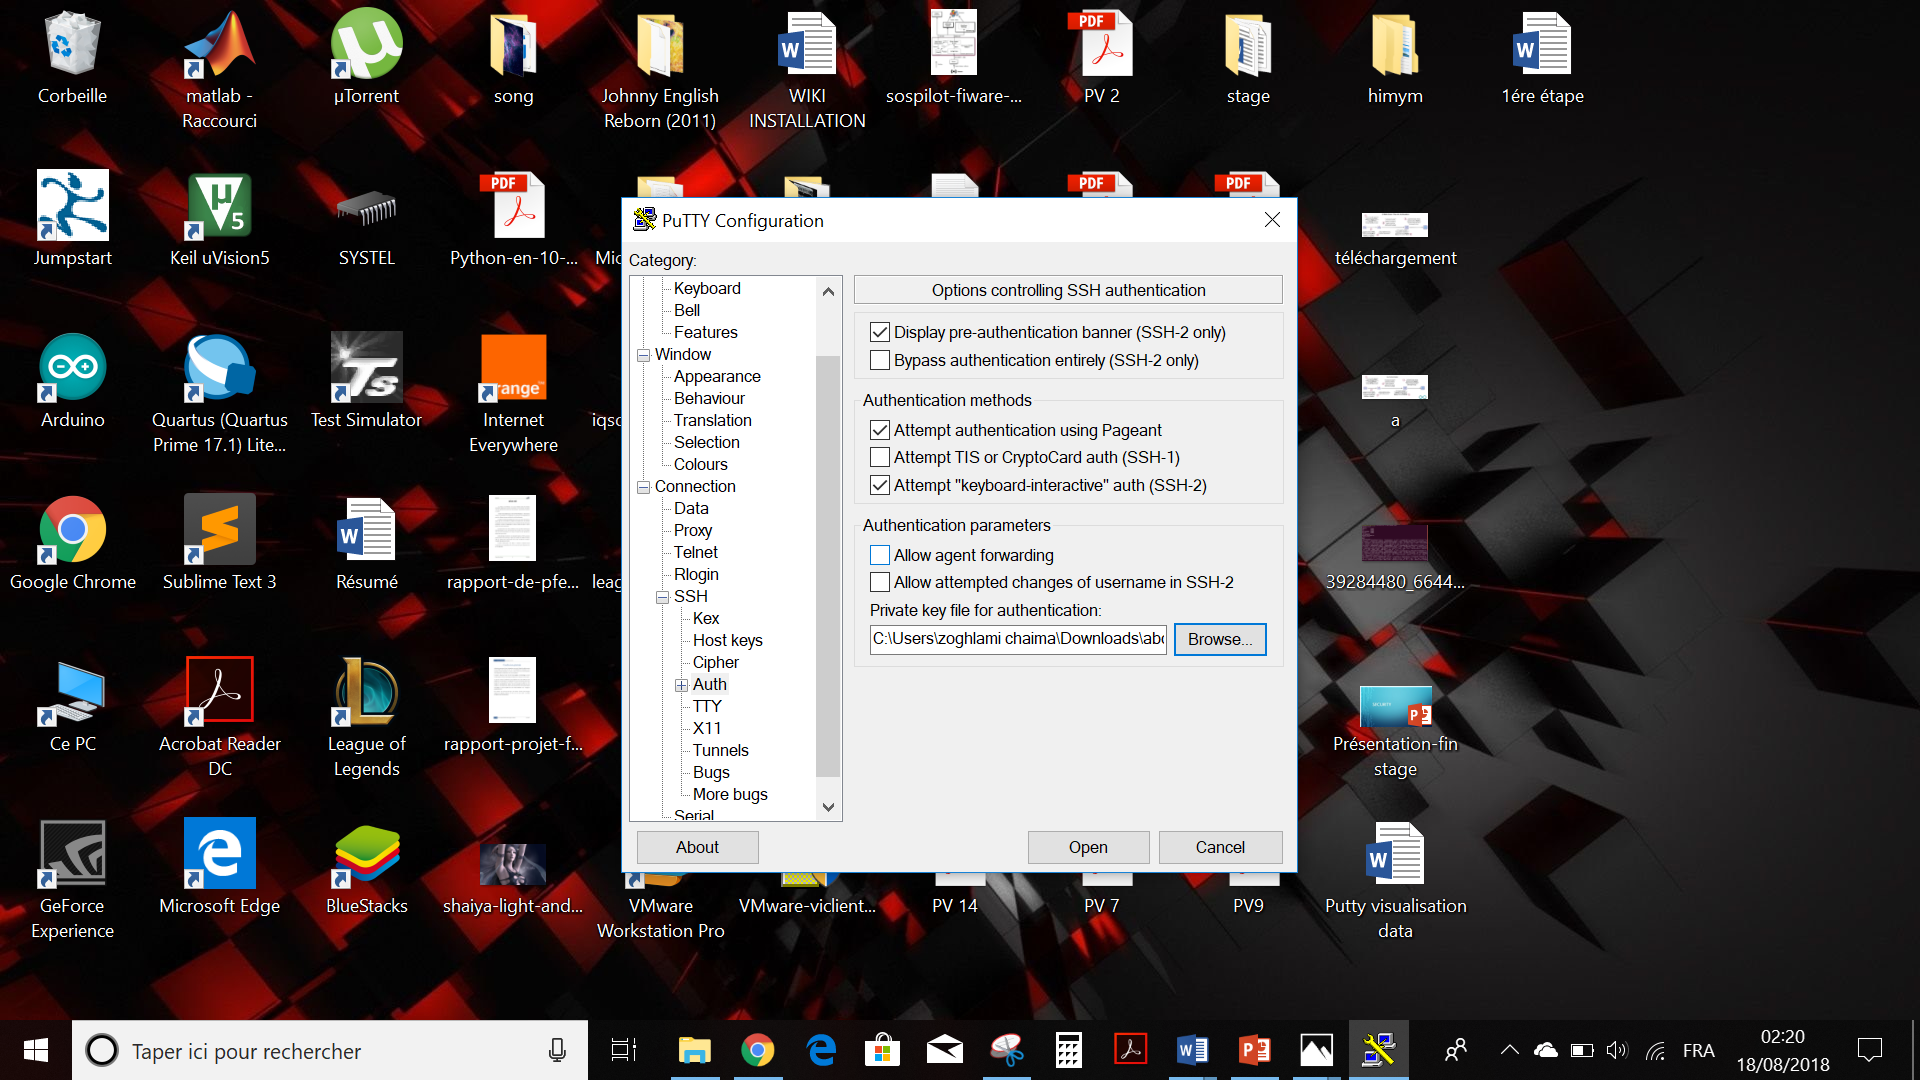 Corbeille
matlab -
Raccourci
µTorrent
song
Johnny English
Reborn (2011)
WIKI
INSTALLATION
sospilot-fiware-...
PDF
PV 2
stage
himym
1ére étape
Jumpstart
Keil uVision5
SYSTEL
PDF
Python-en-10-...
Mic
PDF
PDF
téléchargement
Arduino
Quartus (Quartus
Prime 17.1) Lite...
Test Simulator
Internet
Everywhere
iqsc
a
Google Chrome
Sublime Text 3
Résumé
rapport-de-pfe...
leag
39284480_6644...
Ce PC
Acrobat Reader
DC
League of
Legends
rapport-projet-f...
Présentation-fin
stage
GeForce
Experience
Microsoft Edge
BlueStacks
shaiya-light-and...
VMware
Workstation Pro
VMware-viclient...
PV 14
PV 7
PV9
Putty visualisation
data
PuTTY Configuration
Category:
Keyboard
Bell
Features
Window
Appearance
Behaviour
Translation
Selection
Colours
Connection
Data
Proxy
Telnet
Rlogin
SSH
Kex
Host keys
Cipher
Auth
TTY
X11
Tunnels
Bugs
More bugs
Serial
Options controlling SSH authentication
Display pre-authentication banner (SSH-2 only)
Bypass authentication entirely (SSH-2 only)
Authentication methods
Attempt authentication using Pageant
Attempt TIS or CryptoCard auth (SSH-1)
Attempt "keyboard-interactive" auth (SSH-2)
Authentication parameters
Allow agent forwarding
Allow attempted changes of username in SSH-2
Private key file for authentication:
C:\Users\zoghlami chaima\Downloads\abc
Browse...
About
Open
Cancel
Taper ici pour rechercher
FRA
02:20
18/08/2018